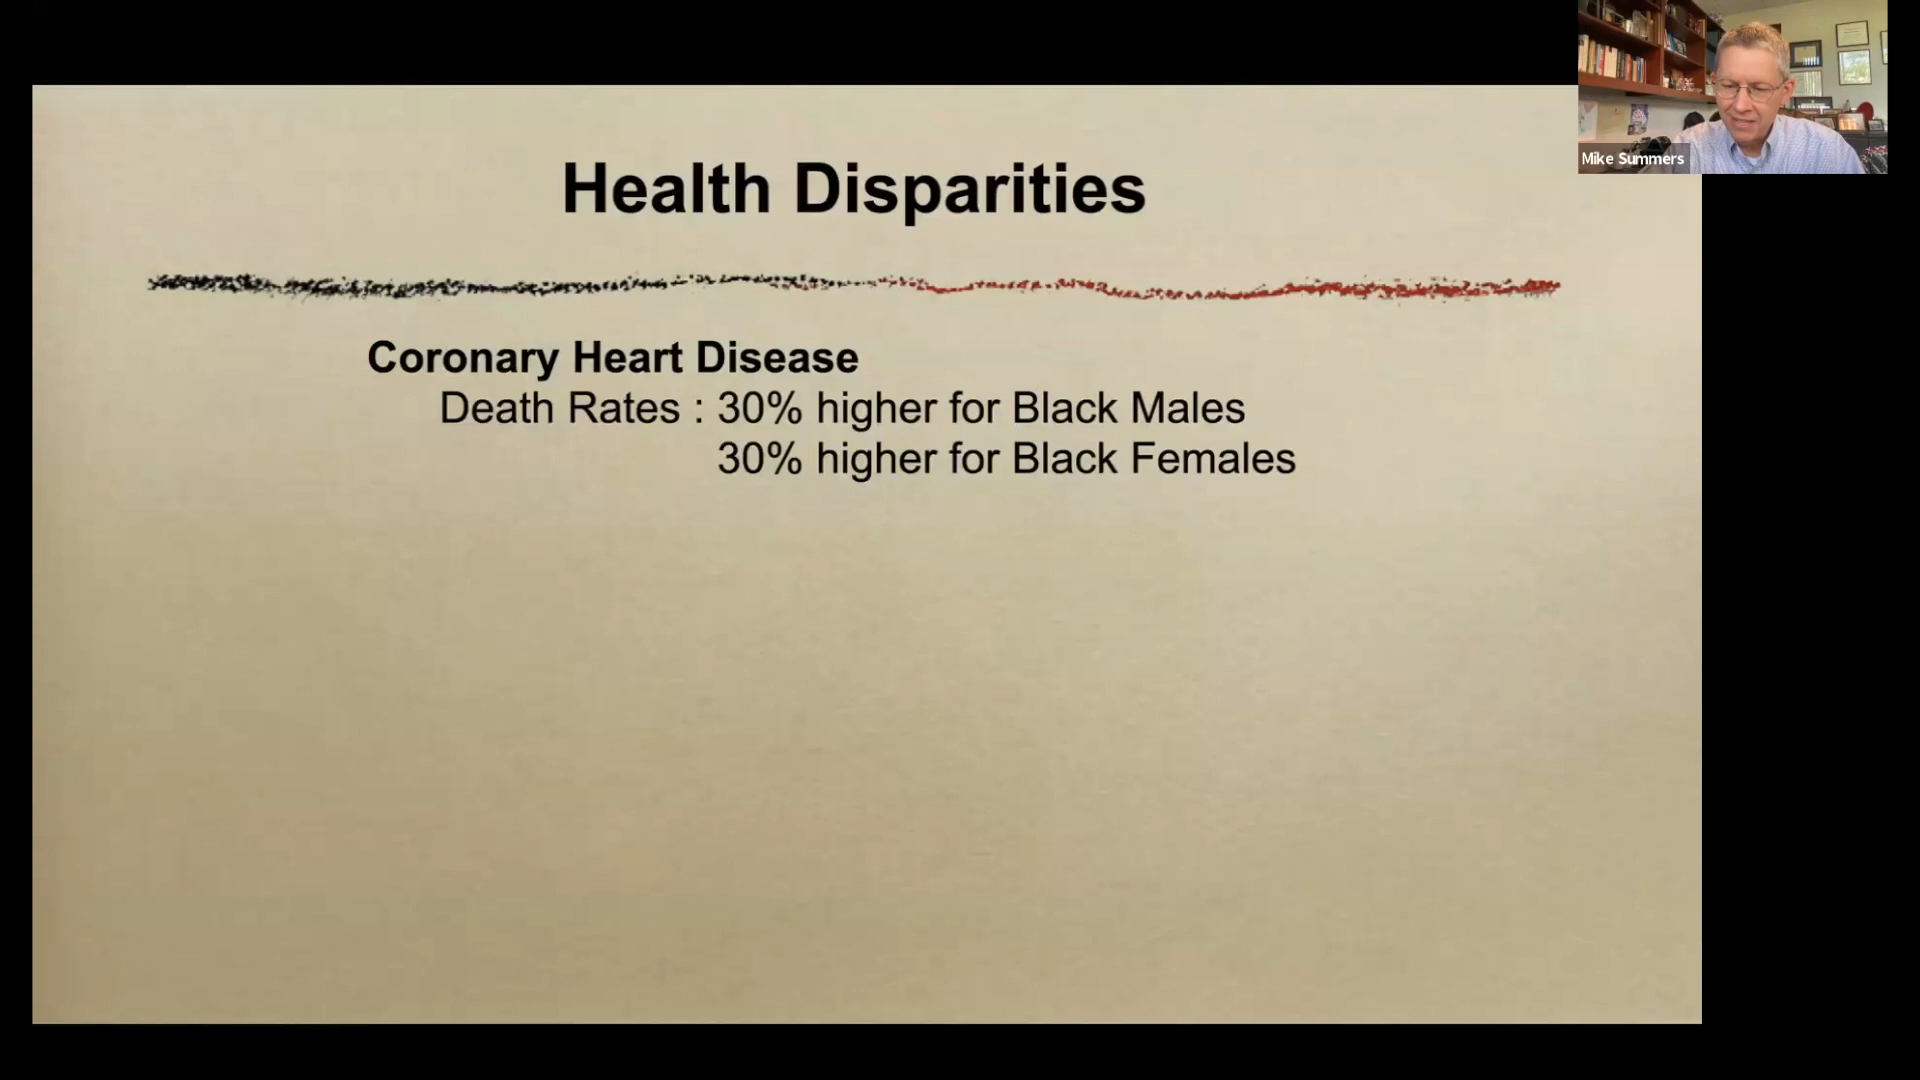 Health Disparities
Coronary Heart Disease
Death Rates : 30% higher for Black Males
30% higher for Black Females
Mike Summers